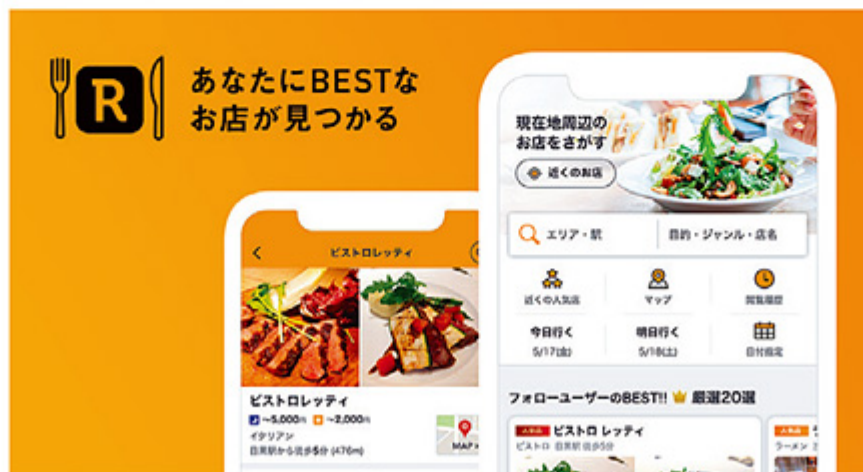 R
あなたにBESTな
お店が見つかる
現在地周辺の
お店をさがす
近くのお店
エリア・駅
目的・ジャンル・店名
近くの人気店
マップ
閲覧履歴
今日行く
明日行く
5/17(金)
5/18(土)
日付指定
フォローユーザーのBEST!! 厳選20選
人気店 ビストロ レッティ
ビストロ 目黒駅 徒歩5分
人気店
ラーメン
ビストロレッティ
ビストロレッティ
～5,000円 ～2,000円
イタリアン
目黒駅から徒歩5分 (476m)
MAP